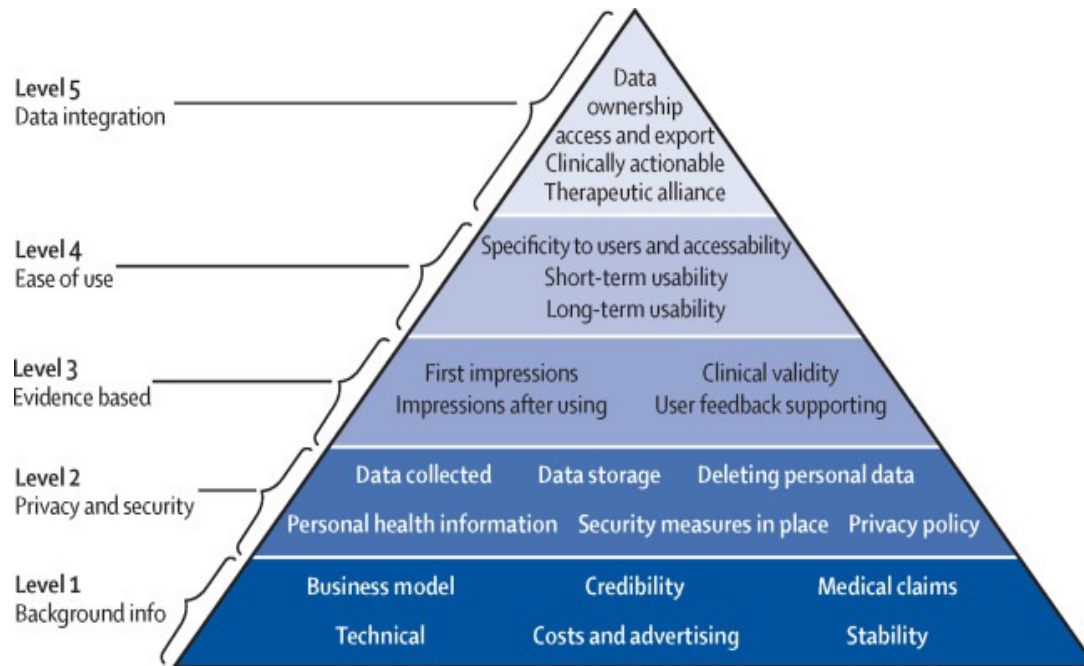 Level 5
Data integration
Data
ownership
access and export
Clinically actionable
Therapeutic alliance
Level 4
Ease of use
Specificity to users and accessability
Short-term usability
Long-term usability
Level 3
Evidence based
First impressions Clinical validity
Impressions after using User feedback supporting
Level 2
Privacy and security
Data collected Data storage Deleting personal data
Personal health information Security measures in place Privacy policy
Level 1
Background info
Business model Credibility Medical claims
Technical Costs and advertising Stability